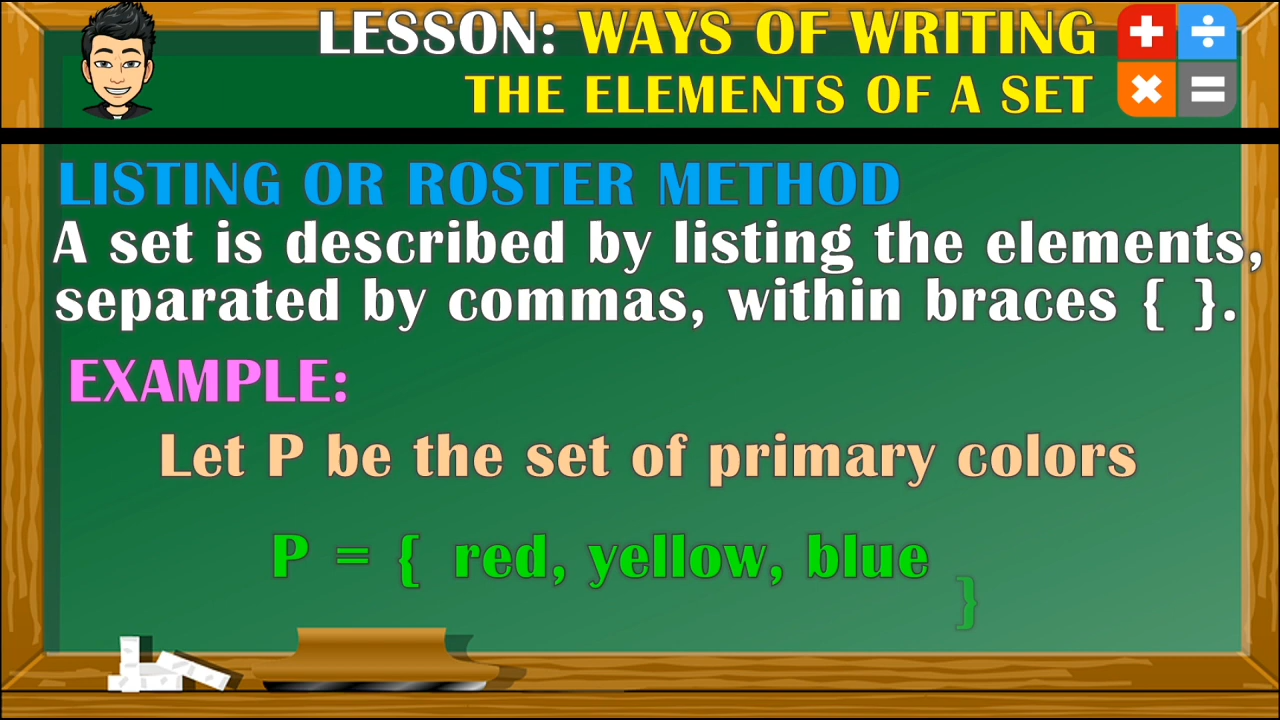 LESSON: WAYS OF WRITING
THE ELEMENTS OF A SET
LISTING OR ROSTER METHOD
A set is described by listing the elements,
separated by commas, within braces { }.
EXAMPLE:
Let P be the set of primary colors
P = { red, yellow, blue }